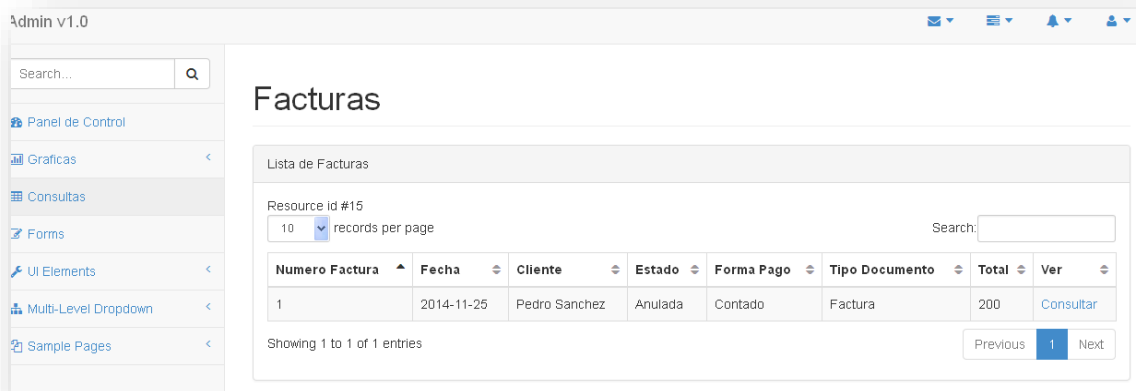 Admin v1.0
Search...
Panel de Control
Graficas
Consultas
Forms
UI Elements
Multi-Level Dropdown
Sample Pages
Facturas
Lista de Facturas
Resource id #15
10 records per page
Search:
Numero Factura Fecha Cliente Estado Forma Pago Tipo Documento Total Ver
1 2014-11-25 Pedro Sanchez Anulada Contado Factura 200 Consultar
Showing 1 to 1 of 1 entries
Previous 1 Next